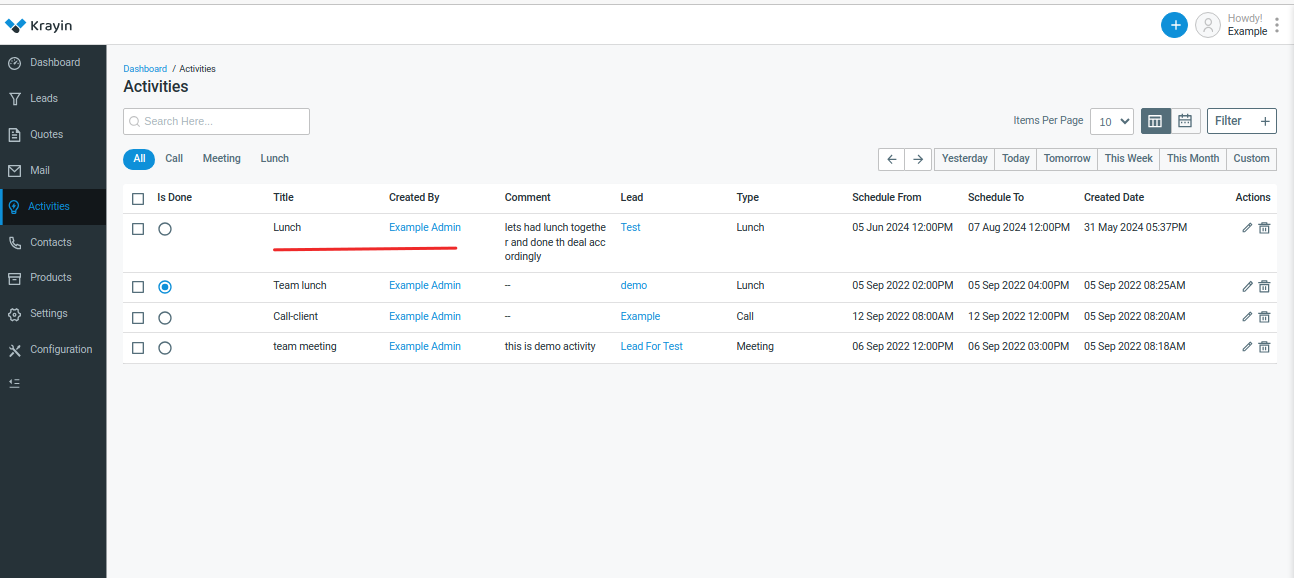 Krayin
Howdy!
Example
Dashboard
Leads
Quotes
Mail
Activities
Contacts
Products
Settings
Configuration
Dashboard / Activities
Activities
Search Here...
Items Per Page 10 Filter +
All Call Meeting Lunch
← → Yesterday Today Tomorrow This Week This Month Custom
Is Done Title Created By Comment Lead Type Schedule From Schedule To Created Date Actions
Lunch Example Admin lets had lunch togethe Test Lunch 05 Jun 2024 12:00PM 07 Aug 2024 12:00PM 31 May 2024 05:37PM
r and done th deal acc
ordingly
Team lunch Example Admin -- demo Lunch 05 Sep 2022 02:00PM 05 Sep 2022 04:00PM 05 Sep 2022 08:25AM
Call-client Example Admin -- Example Call 12 Sep 2022 08:00AM 12 Sep 2022 12:00PM 05 Sep 2022 08:20AM
team meeting Example Admin this is demo activity Lead For Test Meeting 06 Sep 2022 12:00PM 06 Sep 2022 03:00PM 05 Sep 2022 08:18AM